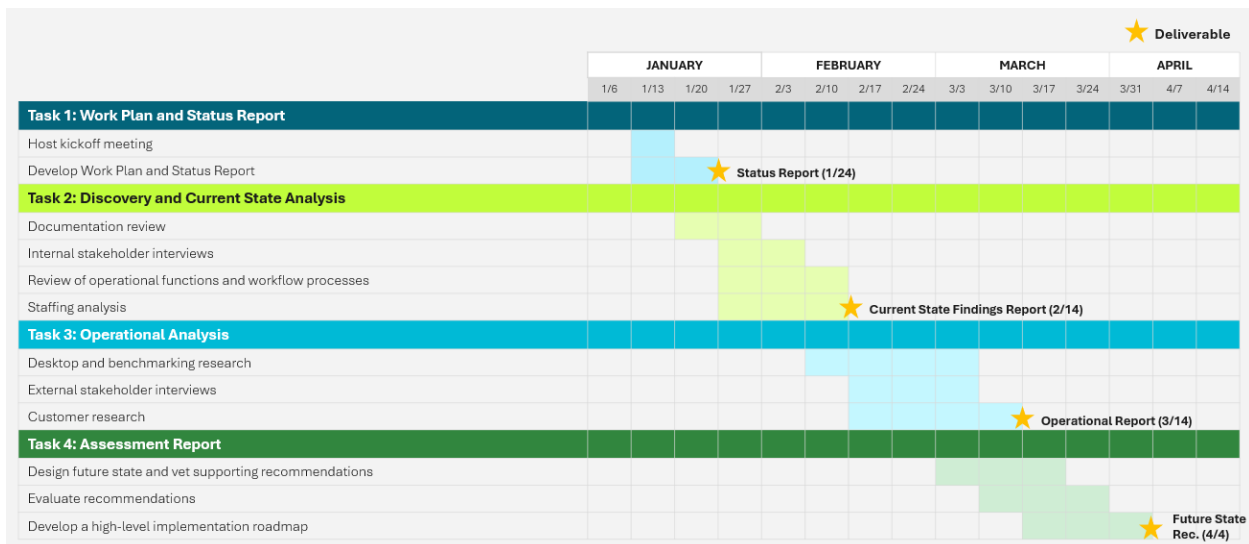 Deliverable
JANUARY FEBRUARY MARCH APRIL
1/6 1/13 1/20 1/27 2/3 2/10 2/17 2/24 3/3 3/10 3/17 3/24 3/31 4/7 4/14
Task 1: Work Plan and Status Report
Host kickoff meeting
Develop Work Plan and Status Report Status Report (1/24)
Task 2: Discovery and Current State Analysis
Documentation review
Internal stakeholder interviews
Review of operational functions and workflow processes
Staffing analysis Current State Findings Report (2/14)
Task 3: Operational Analysis
Desktop and benchmarking research
External stakeholder interviews
Customer research Operational Report (3/14)
Task 4: Assessment Report
Design future state and vet supporting recommendations
Evaluate recommendations
Develop a high-level implementation roadmap Future State
Rec. (4/4)